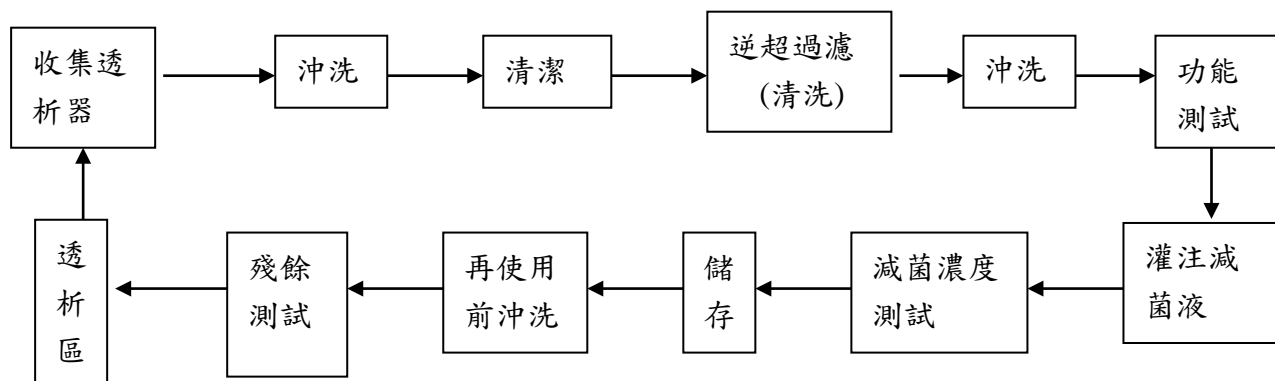 收集透
析器
沖洗
清潔
逆超過濾
(清洗)
沖洗
功能
測試
灌注減
菌液
減菌濃度
測試
儲
存
再使用
前沖洗
殘餘
測試
透
析
區